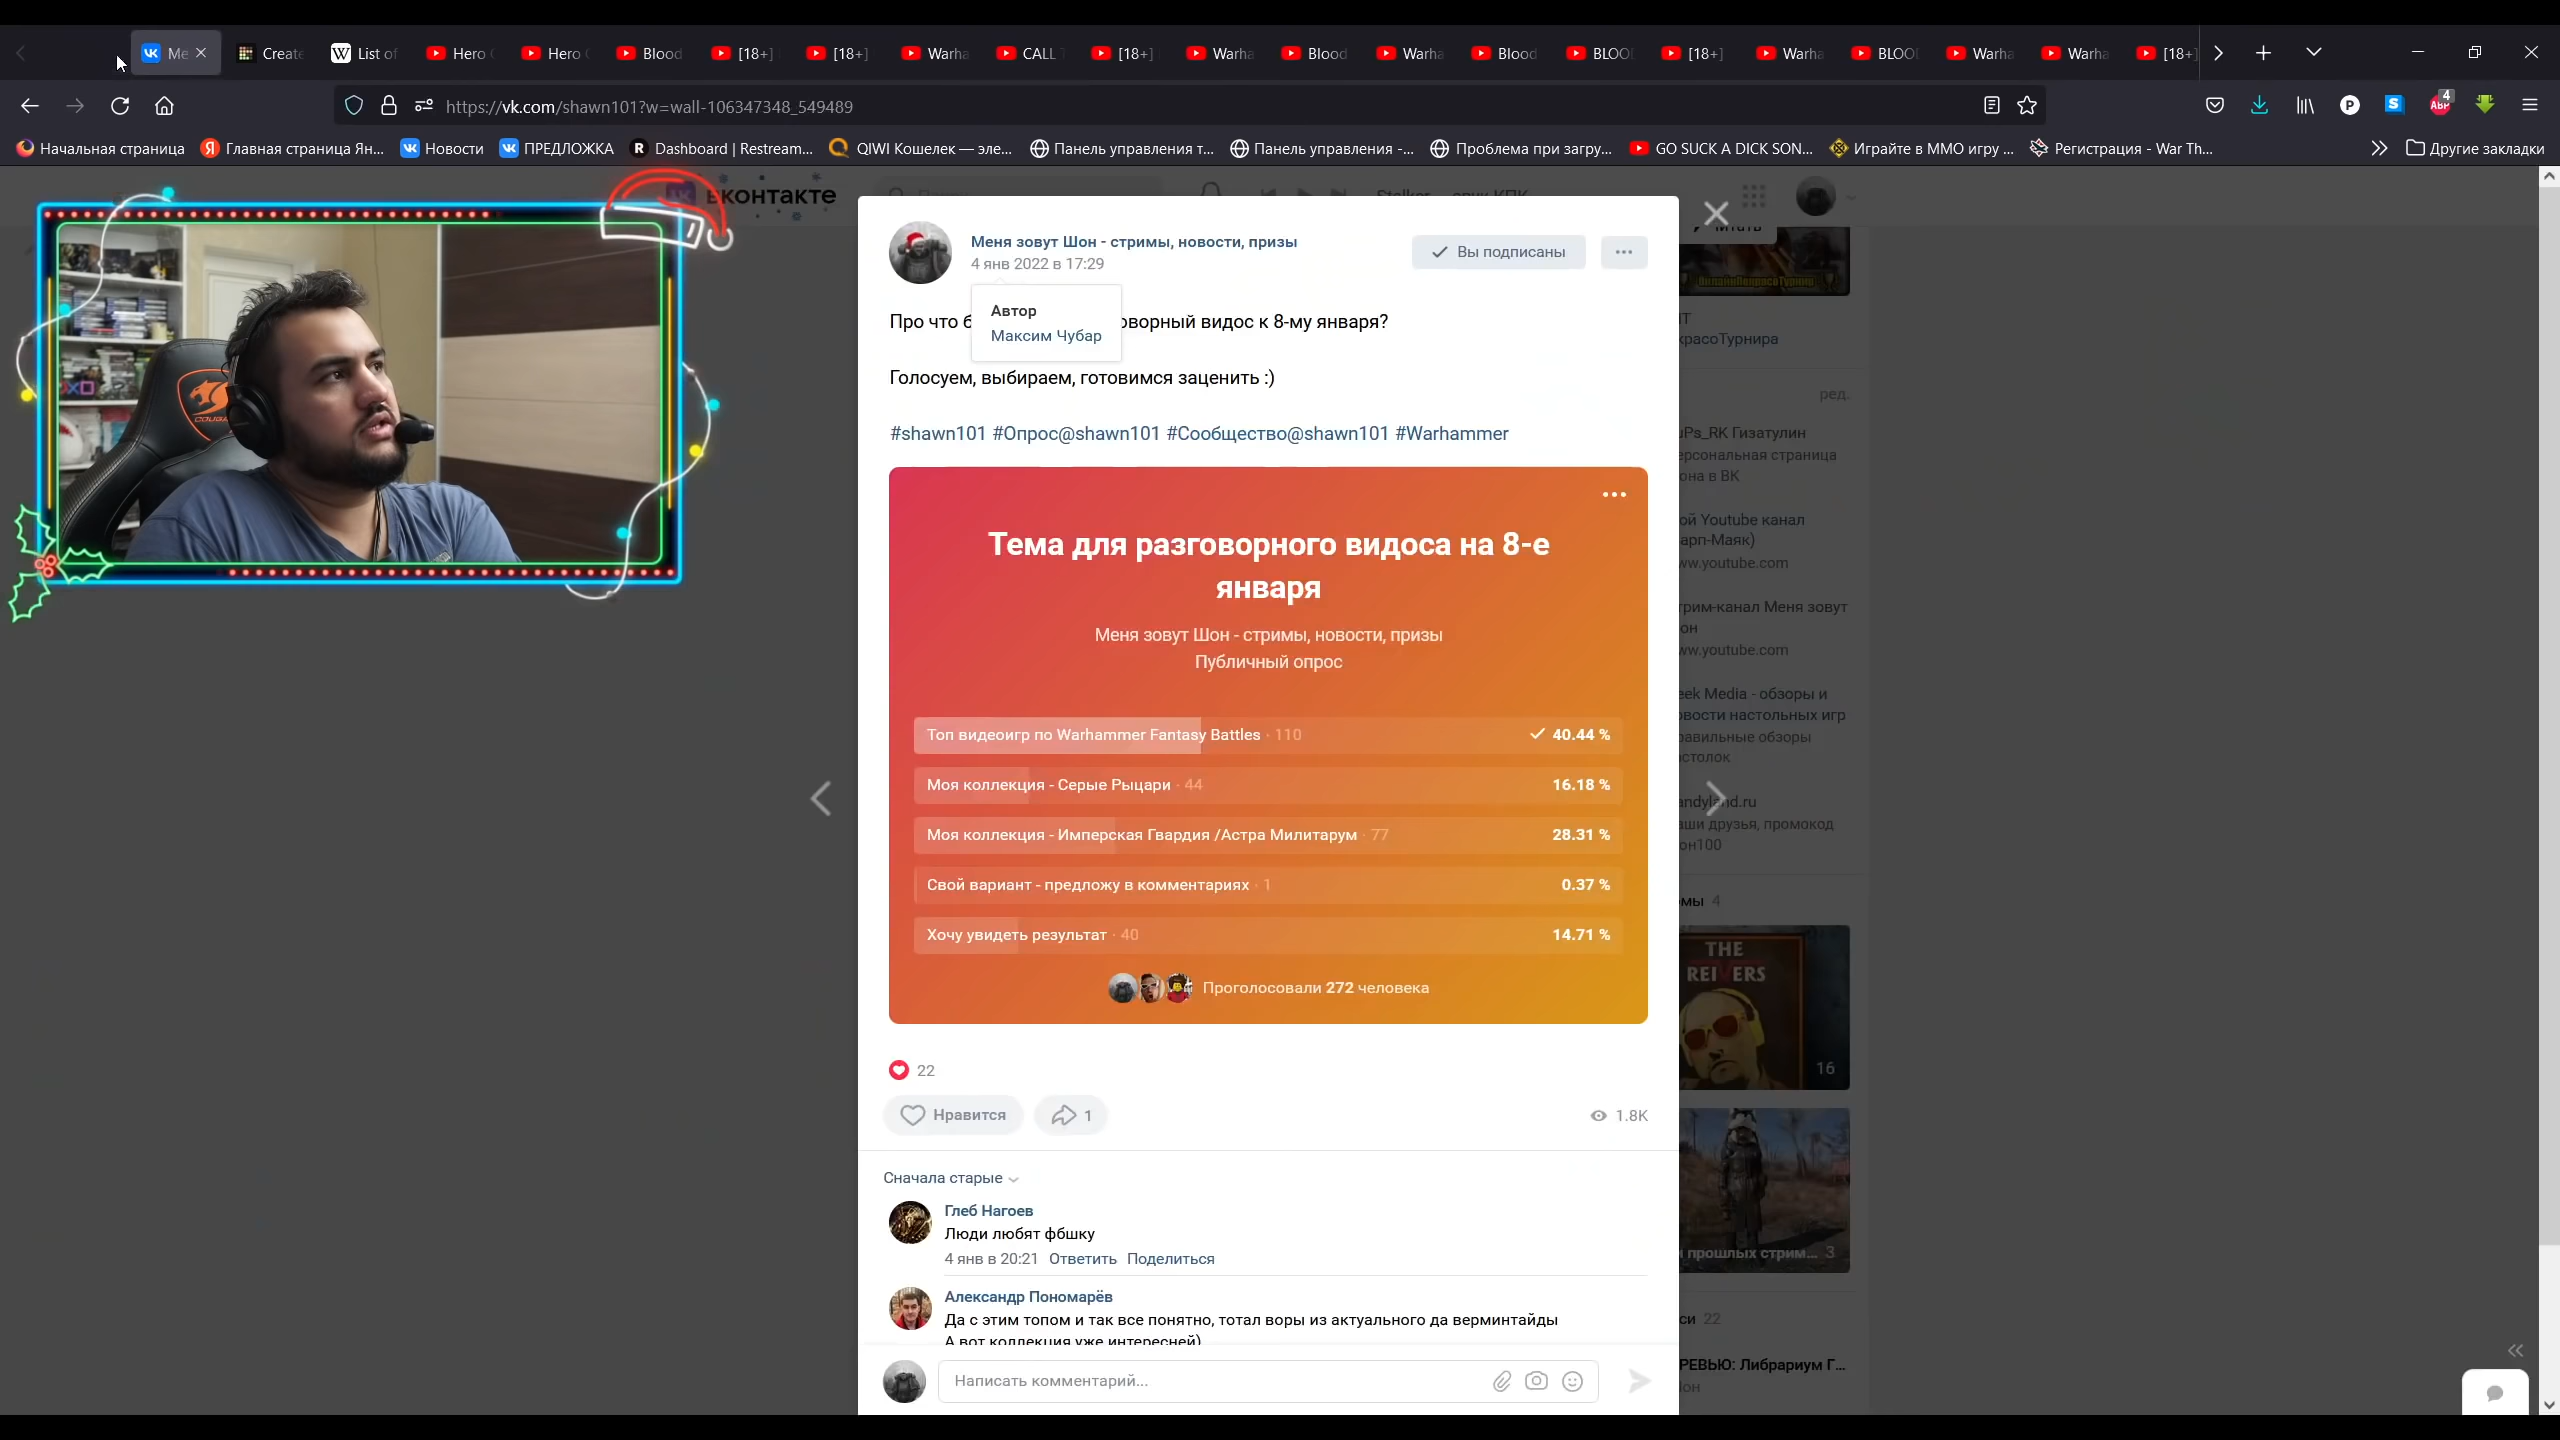 Ме
Create
List of
Hero
Hero
Blood
[18+]
[18+]
Warha
CALL
[18+]
Warha
Blood
Warha
Blood
BLOO
[18+]
Warha
BLOO
Warha
Warha
[18+]
https://vk.com/shawn101?w=wall-106347348_549489
4
ABP
Начальная страница
Главная страница Ян...
Новости
ПРЕДЛОЖКА
Dashboard | Restream...
QIWI Кошелек — эле...
Панель управления т...
Панель управления -...
Проблема при загру...
GO SUCK A DICK SON...
Играйте в ММО игру ...
Регистрация - War Th...
Другие закладки
вконтакте
COUGAR
Меня зовут Шон - стримы, новости, призы
4 янв 2022 в 17:29
Вы подписаны
Автор
Максим Чубар
Про что б
оворный видос к 8-му января?
Голосуем, выбираем, готовимся заценить :)
#shawn101 #Опрос@shawn101 #Сообщество@shawn101 #Warhammer
Тема для разговорного видоса на 8-е
января
Меня зовут Шон - стримы, новости, призы
Публичный опрос
Топ видеоигр по Warhammer Fantasy Battles · 110 40.44 %
Моя коллекция - Серые Рыцари · 44 16.18 %
Моя коллекция - Имперская Гвардия /Астра Милитарум · 77 28.31 %
Свой вариант - предложу в комментариях · 1 0.37 %
Хочу увидеть результат · 40 14.71 %
Проголосовали 272 человека
22
Нравится
1
1.8K
Сначала старые
Глеб Нагоев
Люди любят фбшку
4 янв в 20:21 Ответить Поделиться
Александр Пономарёв
Да с этим топом и так все понятно, тотал воры из актуального да верминтайды
А вот коллекция уже интересней)
Написать комментарий...
красоТурнира
ред.
uPs_RK Гизатулин
ерсональная страница
она в ВК
ой Youtube канал
арп-Маяк)
ww.youtube.com
трим-канал Меня зовут
он
ww.youtube.com
eek Media - обзоры и
овости настольных игр
равильные обзоры
астолок
andyland.ru
аши друзья, промокод
он100
омы 4
THE
REIVERS
16
прошлых стрим... 3
си 22
РЕВЬЮ: Либрариум Г...
он